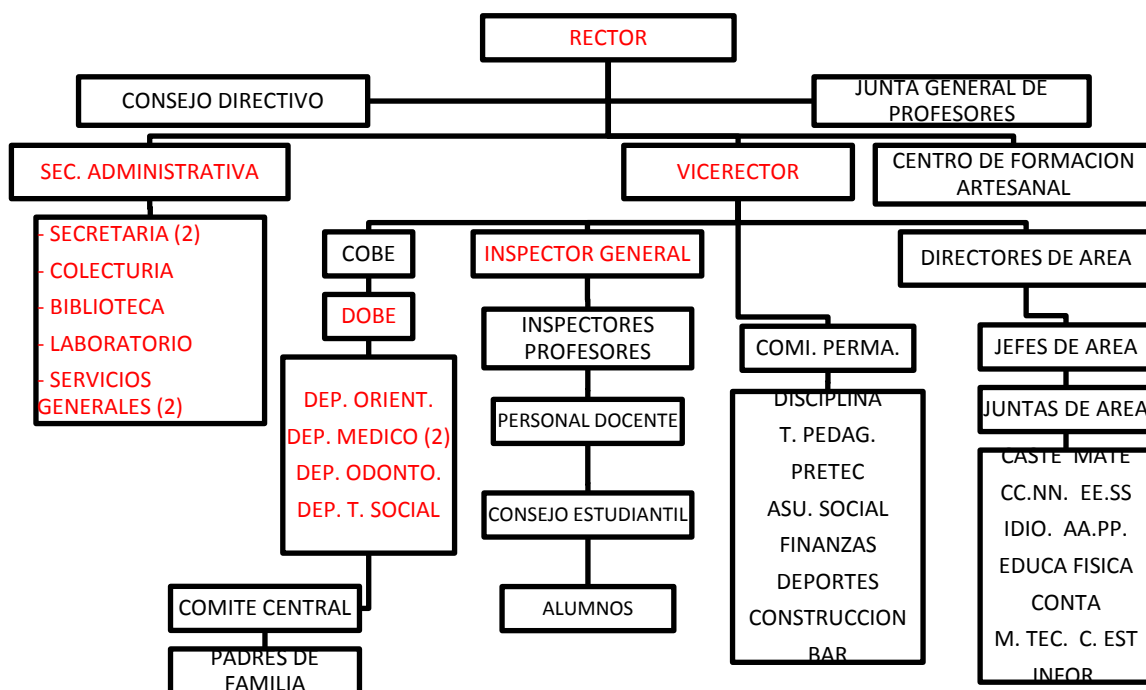 RECTOR
CONSEJO DIRECTIVO
JUNTA GENERAL DE
PROFESORES
SEC. ADMINISTRATIVA
VICERECTOR
CENTRO DE FORMACION
ARTESANAL
- SECRETARIA (2)
- COLECTURIA
- BIBLIOTECA
- LABORATORIO
- SERVICIOS
GENERALES (2)
COBE
DOBE
DEP. ORIENT.
DEP. MEDICO (2)
DEP. ODONTO.
DEP. T. SOCIAL
COMITE CENTRAL
PADRES DE
FAMILIA
INSPECTOR GENERAL
INSPECTORES
PROFESORES
PERSONAL DOCENTE
CONSEJO ESTUDIANTIL
ALUMNOS
COMI. PERMA.
DISCIPLINA
T. PEDAG.
PRETEC
ASU. SOCIAL
FINANZAS
DEPORTES
CONSTRUCCION
BAR
DIRECTORES DE AREA
JEFES DE AREA
JUNTAS DE AREA
CASTE MATE
CC.NN. EE.SS
IDIO. AA.PP.
EDUCA FISICA
CONTA
M. TEC. C. EST
INFOR